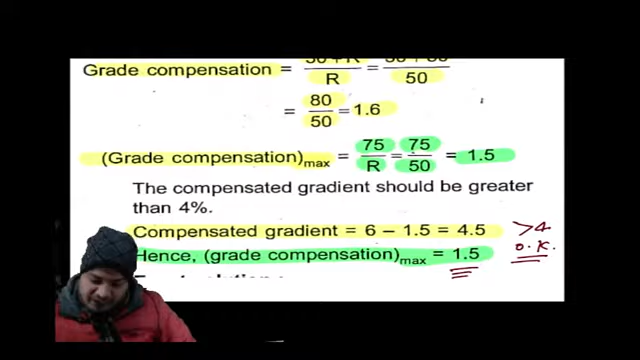 Grade compensation = 30 + R / R = 30 + 50 / 50
= 80 / 50 = 1.6
(Grade compensation)max = 75 / R = 75 / 50 = 1.5
The compensated gradient should be greater
than 4%.
Compensated gradient = 6 − 1.5 = 4.5 >4
Hence, (grade compensation)max = 1.5 O.K.